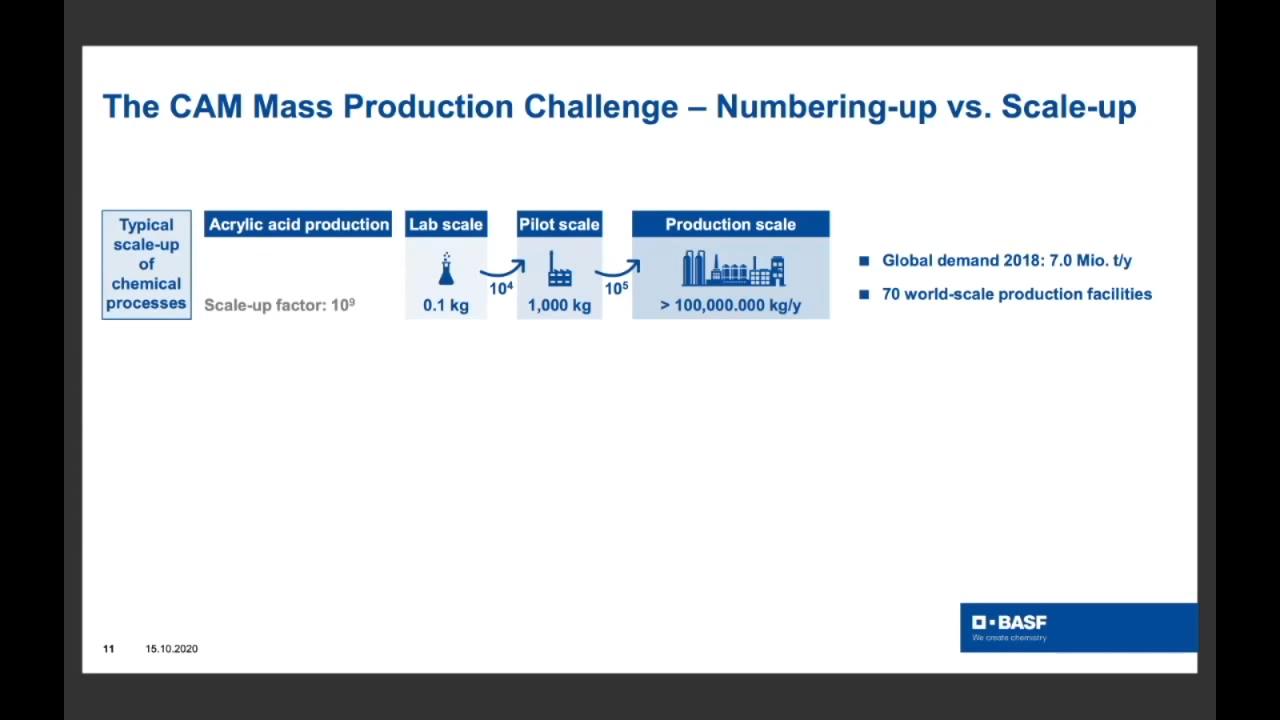 The CAM Mass Production Challenge – Numbering-up vs. Scale-up
Typical
scale-up
of
chemical
processes
Acrylic acid production
Scale-up factor: 10⁹
Lab scale
0.1 kg
10⁴
Pilot scale
1,000 kg
10⁵
Production scale
> 100,000.000 kg/y
■ Global demand 2018: 7.0 Mio. t/y
■ 70 world-scale production facilities
11 15.10.2020
BASF
We create chemistry